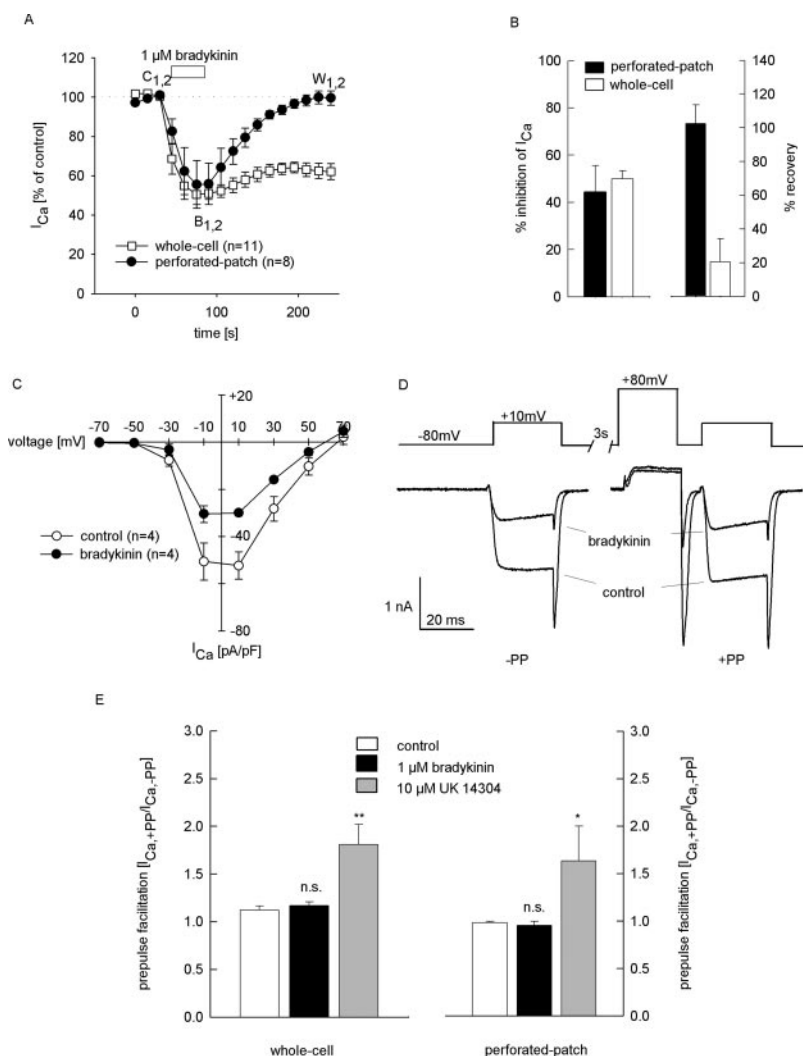 A
1 µM bradykinin
C1,2
W1,2
B1,2
120
100
80
60
40
20
0
I_Ca [% of control]
whole-cell (n=11)
perforated-patch (n=8)
0 100 200
time [s]
B
perforated-patch
whole-cell
100
80
60
40
20
0
% inhibition of I_Ca
140
120
100
80
60
40
20
0
% recovery
C
+20
-70 -50 -30 -10 10 30 50 70
voltage [mV]
control (n=4)
bradykinin (n=4)
-40
-80
I_Ca [pA/pF]
D
+80mV
+10mV
-80mV
3s
bradykinin
control
1 nA
20 ms
-PP
+PP
E
control
1 µM bradykinin
10 µM UK 14304
3.0
2.5
2.0
1.5
1.0
0.5
0.0
prepulse facilitation [I_Ca,+PP/I_Ca,-PP]
n.s.
**
whole-cell
n.s.
*
perforated-patch
3.0
2.5
2.0
1.5
1.0
0.5
0.0
prepulse facilitation [I_Ca,+PP/I_Ca,-PP]